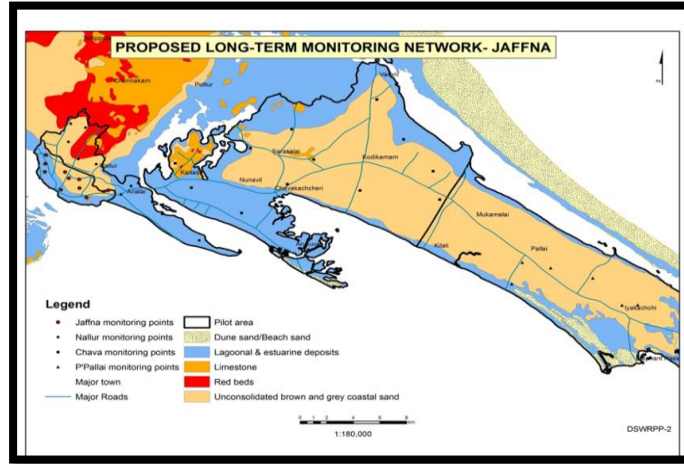 PROPOSED LONG-TERM MONITORING NETWORK- JAFFNA
Chunnakam
Puttur
Varani
Nallur
Sarasalai
Kodikamam
Kaitadi
Nunavil
Chavakachcheri
Arialai
Mukamalai
Kilali
Pallai
Iyakachchi
Legend
Jaffna monitoring points
Nallur monitoring points
Chava monitoring points
P'Pallai monitoring points
Major town
Major Roads
Pilot area
Dune sand/Beach sand
Lagoonal & estuarine deposits
Limestone
Red beds
Unconsolidated brown and grey coastal sand
1:180,000
DSWRPP-2